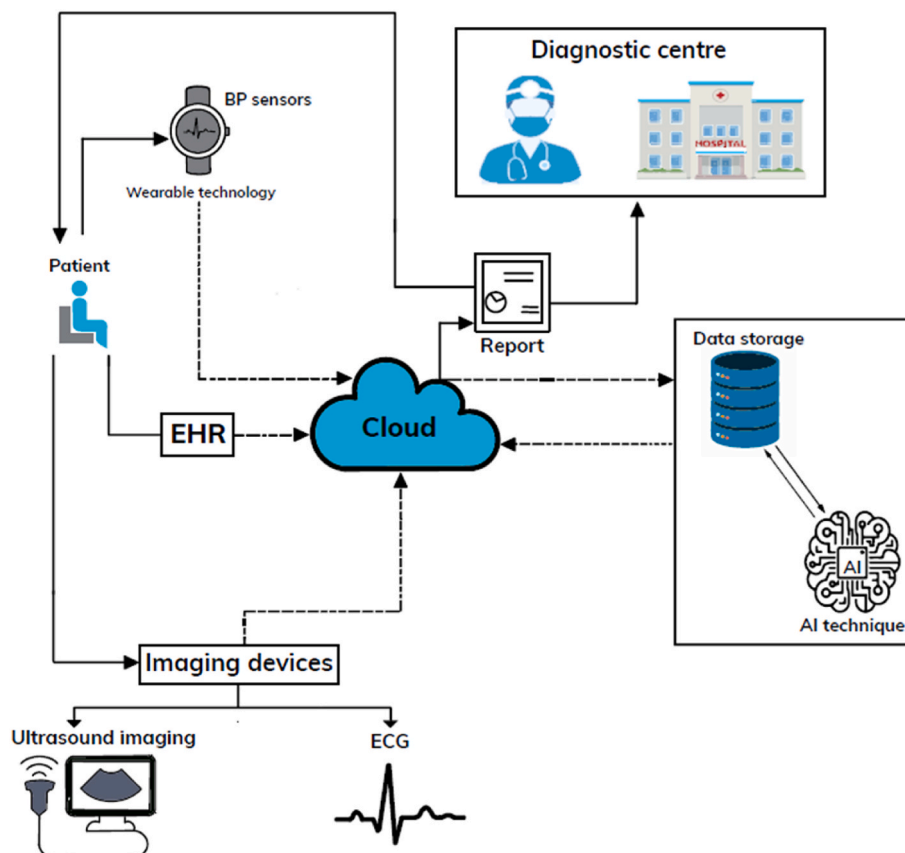 Diagnostic centre
HOSPITAL
BP sensors
Wearable technology
Patient
Report
Data storage
Cloud
EHR
AI
AI technique
Imaging devices
Ultrasound imaging
ECG